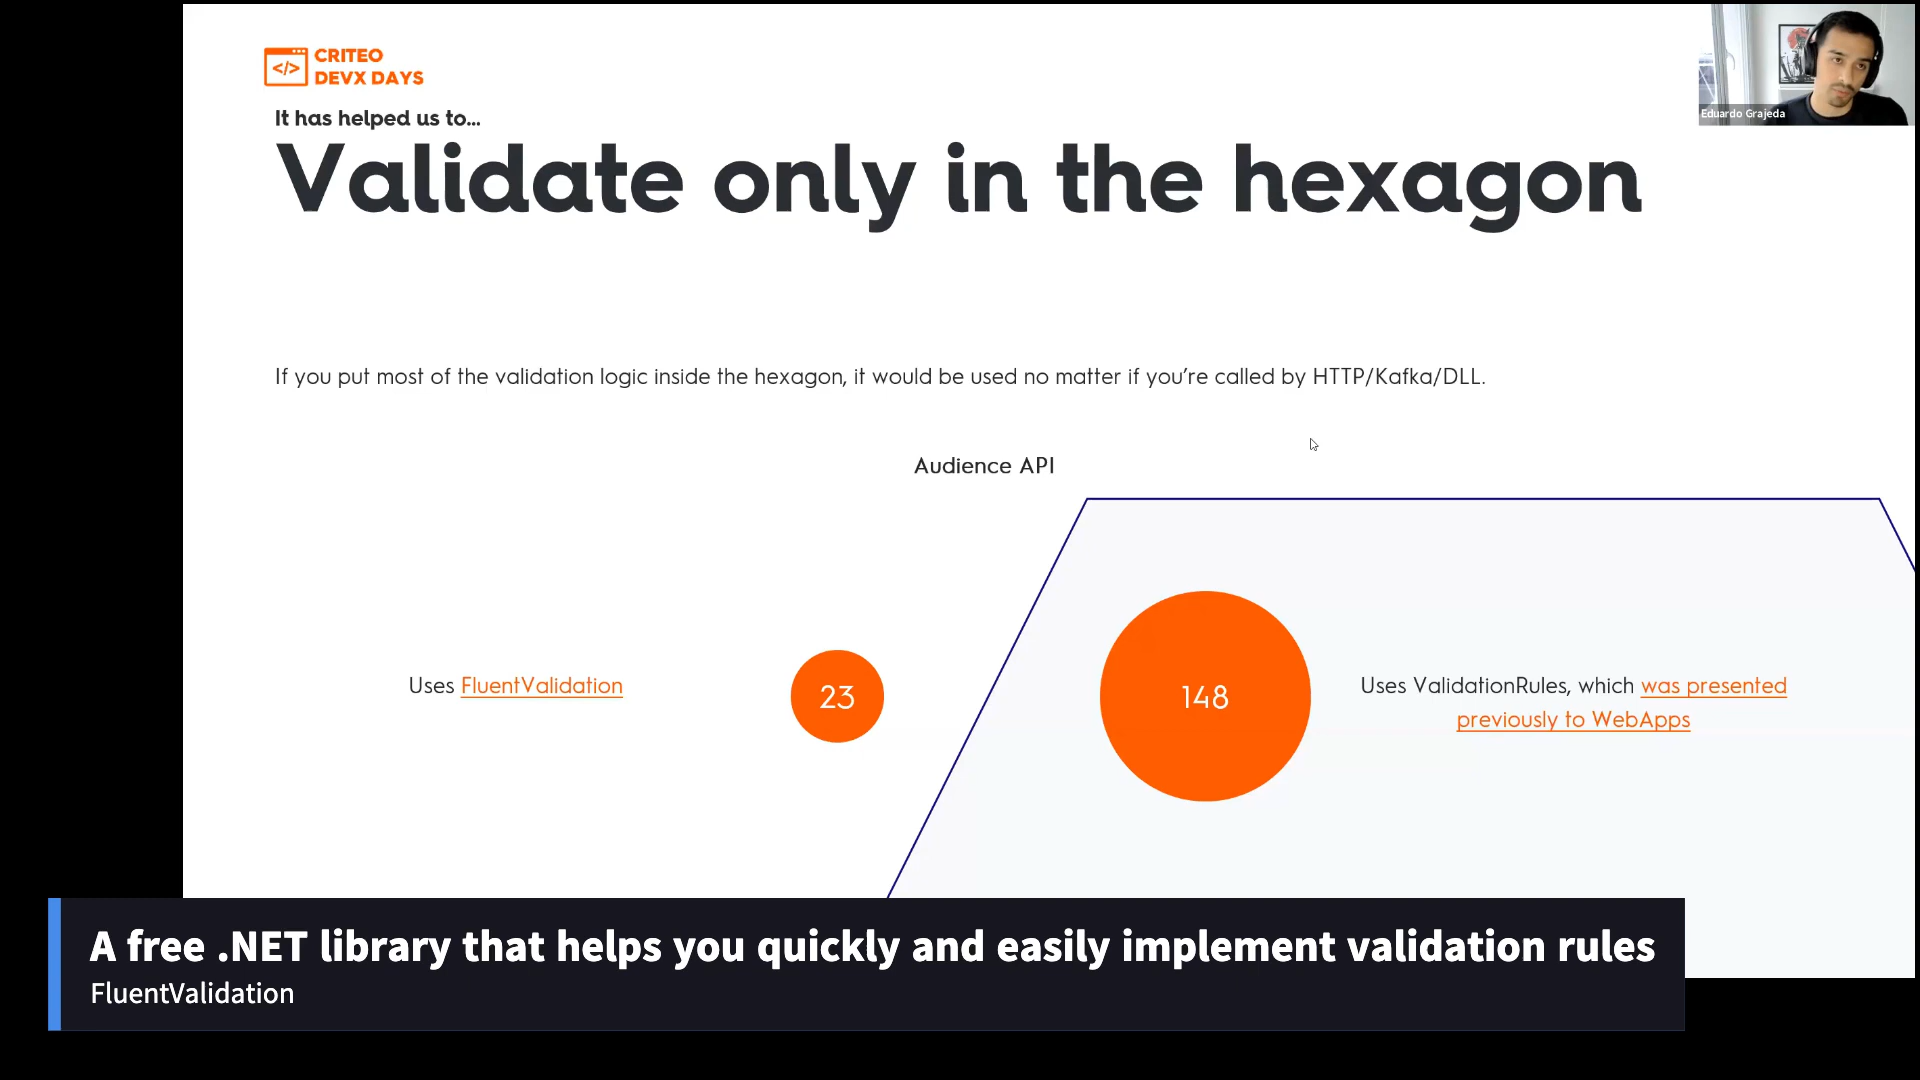 CRITEO
DEVX DAYS
It has helped us to...
Validate only in the hexagon
Eduardo Grajeda
If you put most of the validation logic inside the hexagon, it would be used no matter if you're called by HTTP/Kafka/DLL.
Audience API
Uses FluentValidation
23
148
Uses ValidationRules, which was presented
previously to WebApps
A free .NET library that helps you quickly and easily implement validation rules
FluentValidation